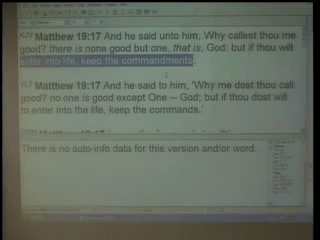 KJV Matthew 19:17 And he said unto him, Why callest thou me
good? there is none good but one, that is, God: but if thou wilt
enter into life, keep the commandments.
YLT Matthew 19:17 And he said to him, 'Why me dost thou call
good? no one is good except One -- God; but if thou dost will
to enter into the life, keep the commands.'
There is no auto-info data for this version and/or word.